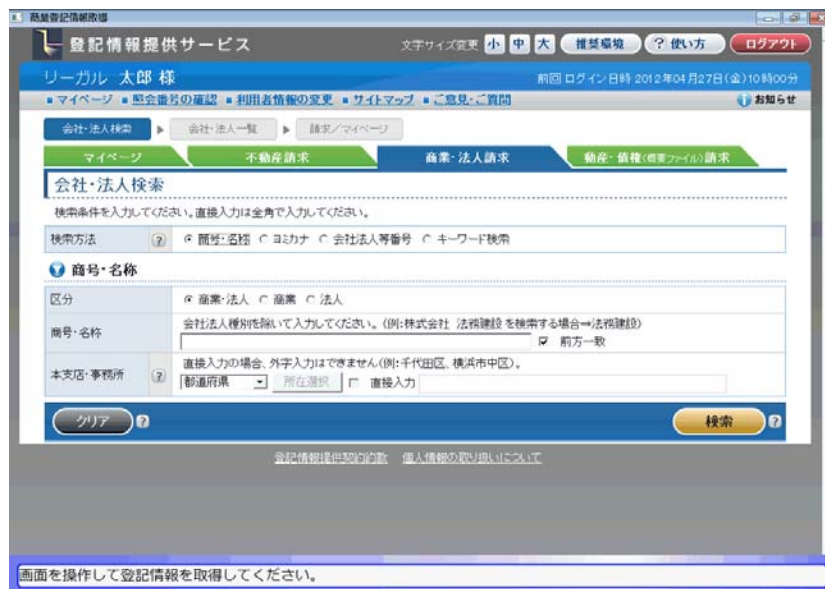 商業登記情報取得
登記情報提供サービス
文字サイズ変更 小 中 大 推奨環境 ? 使い方 ログアウト
リーガル 太郎 様
前回ログイン日時 2012年04月27日(金)10時00分
マイページ 照会番号の確認 利用者情報の変更 サイトマップ ご意見・ご質問 お知らせ
会社・法人検索 会社・法人一覧 請求/マイページ
マイページ 不動産請求 商業・法人請求 動産・債権(概要ファイル)請求
会社・法人検索
検索条件を入力してください。直接入力は全角で入力してください。
検索方法 ? 商号・名称 ヨミカナ 会社法人等番号 キーワード検索
商号・名称
区分 商業・法人 商業 法人
商号・名称 会社法人種別を除いて入力してください。(例:株式会社 法務建設 を検索する場合⇒法務建設)
前方一致
本支店・事務所 ? 直接入力の場合、外字入力はできません(例:千代田区、横浜市中区)。
都道府県 所在選択 直接入力
クリア ? 検索 ?
登記情報提供契約約款 個人情報の取り扱いについて
画面を操作して登記情報を取得してください。